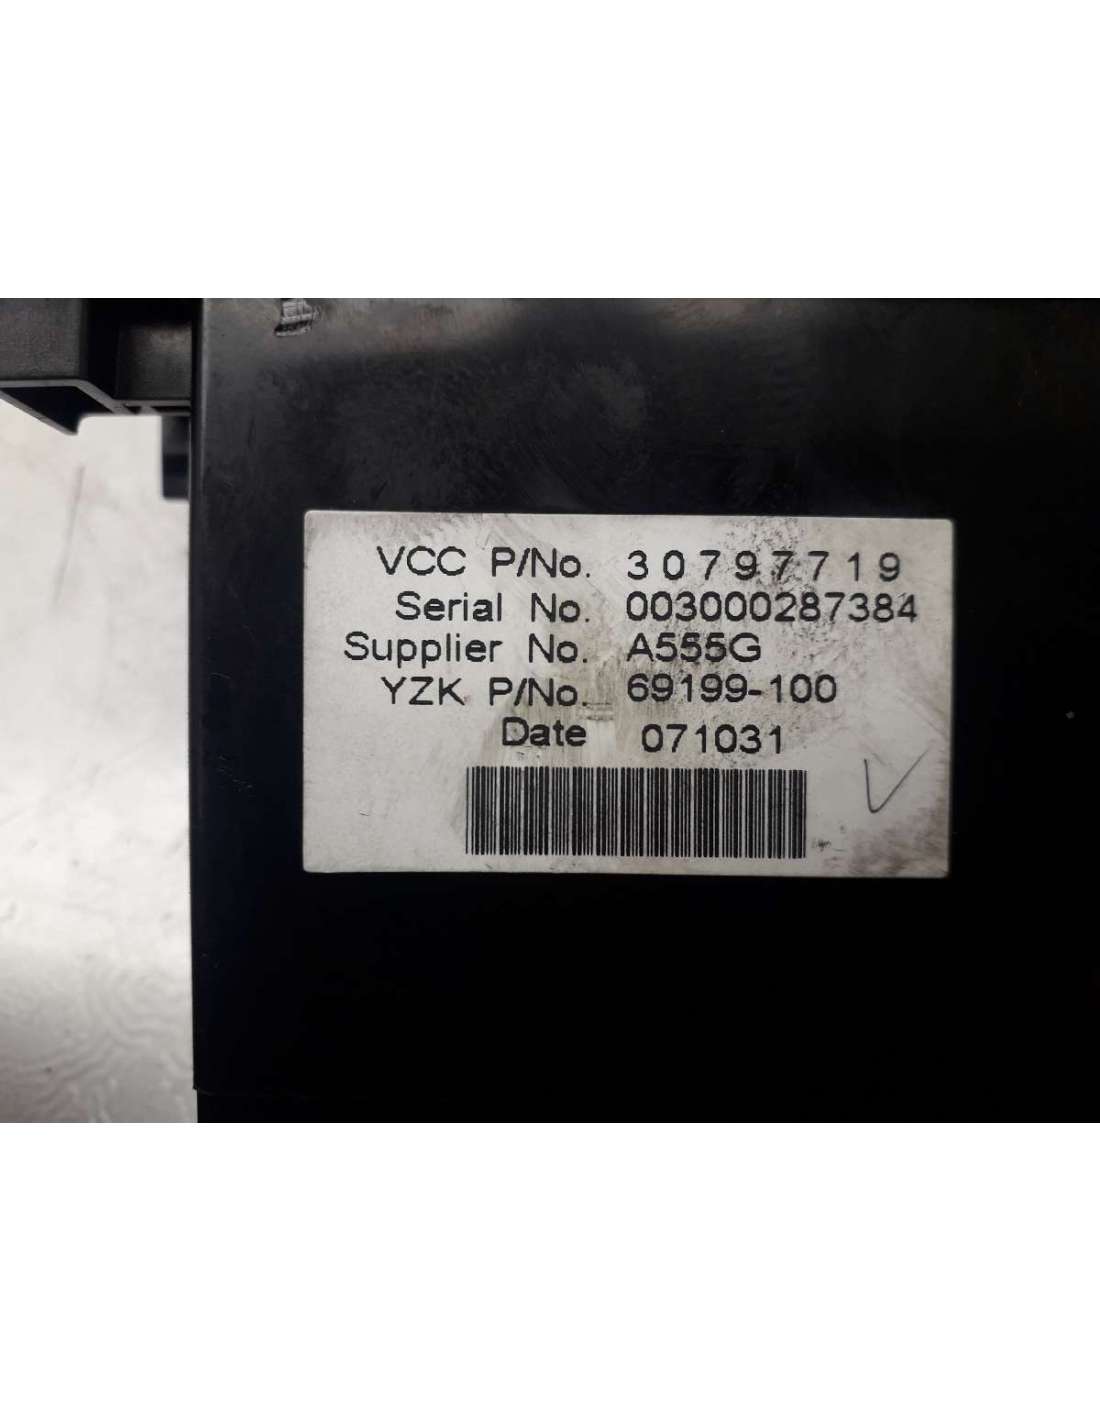 VCC P/No. 30797719
Serial No. 003000287384
Supplier No. A555G
YZK P/No. 69199-100
Date 071031